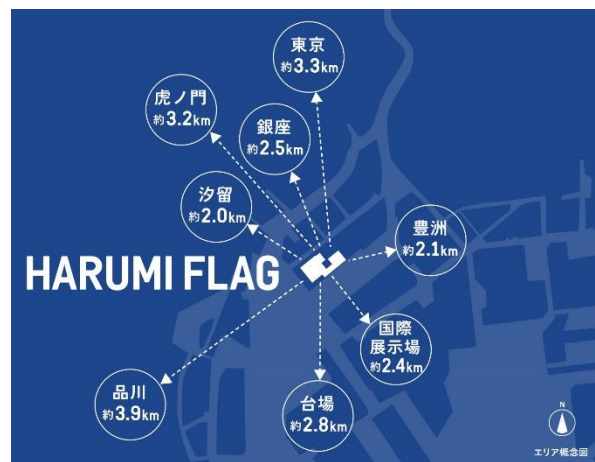 東京
約3.3km
虎ノ門
約3.2km
銀座
約2.5km
汐留
約2.0km
豊洲
約2.1km
HARUMI FLAG
国際
展示場
約2.4km
品川
約3.9km
台場
約2.8km
N
エリア概念図